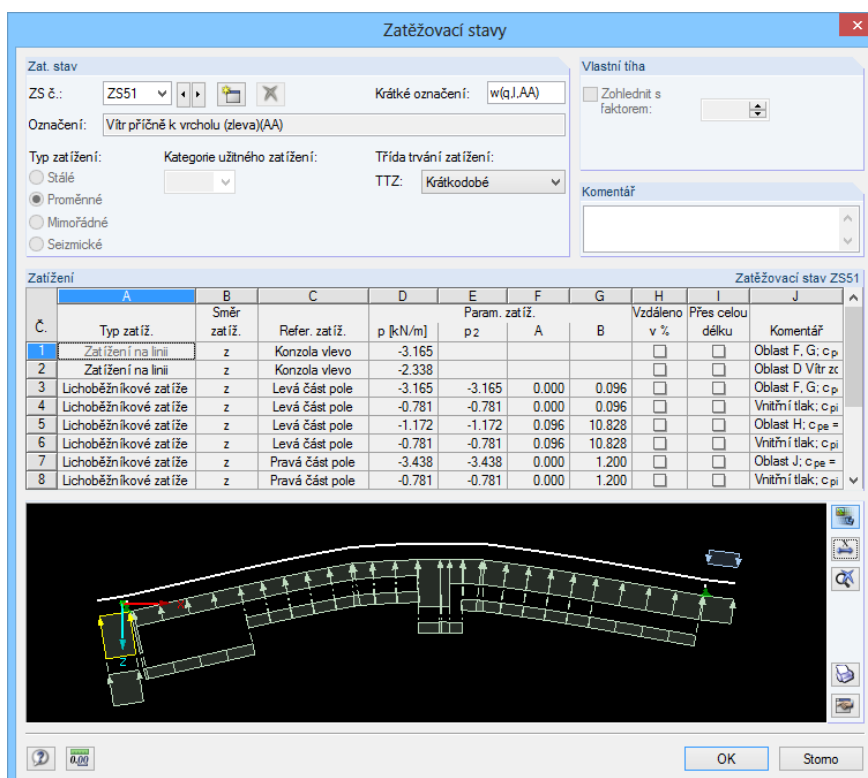 Zatěžovací stavy
Zat. stav
Vlastní tíha
ZS č.: ZS51 Krátké označení: w(q,l,AA)
Zohlednit s faktorem:
Označení: Vítr příčně k vrcholu (zleva)(AA)
Typ zatížení: Kategorie užitného zatížení: Třída trvání zatížení:
Stálé
TTZ: Krátkodobé
Proměnné
Mimořádné
Seizmické
Komentář
Zatížení Zatěžovací stav ZS51
A B C D E F G H I J
Směr Param. zatíž. Vzdáleno Přes celou
Č. Typ zatíž. zatíž. Refer. zatíž. p [kN/m] p2 A B v % délku Komentář
1 Zatížení na linii z Konzola vlevo -3.165 Oblast F, G; c p
2 Zatížení na linii z Konzola vlevo -2.338 Oblast D Vítr zc
3 Lichoběžníkové zatíže z Levá část pole -3.165 -3.165 0.000 0.096 Oblast F, G; c p
4 Lichoběžníkové zatíže z Levá část pole -0.781 -0.781 0.000 0.096 Vnitřní tlak; c pi
5 Lichoběžníkové zatíže z Levá část pole -1.172 -1.172 0.096 10.828 Oblast H; c pe =
6 Lichoběžníkové zatíže z Levá část pole -0.781 -0.781 0.096 10.828 Vnitřní tlak; c pi
7 Lichoběžníkové zatíže z Pravá část pole -3.438 -3.438 0.000 1.200 Oblast J; c pe =
8 Lichoběžníkové zatíže z Pravá část pole -0.781 -0.781 0.000 1.200 Vnitřní tlak; c pi
x
z
0.00
OK
Storno